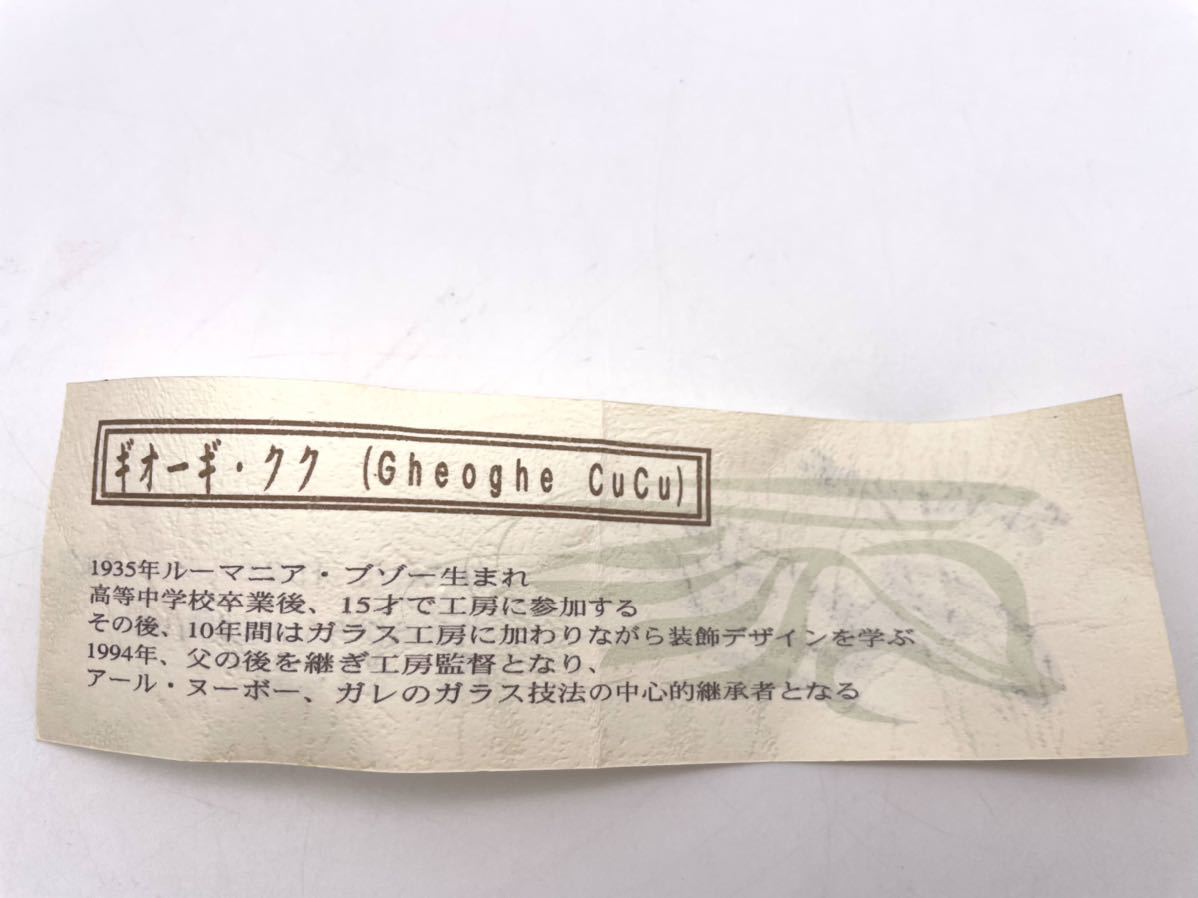 ギオーギ・クク (Gheoghe CuCu)
1935年ルーマニア・ブゾー生まれ
高等中学校卒業後、15才で工房に参加する
その後、10年間はガラス工房に加わりながら装飾デザインを学ぶ
1994年、父の後を継ぎ工房監督となり、
アール・ヌーボー、ガレのガラス技法の中心的継承者となる